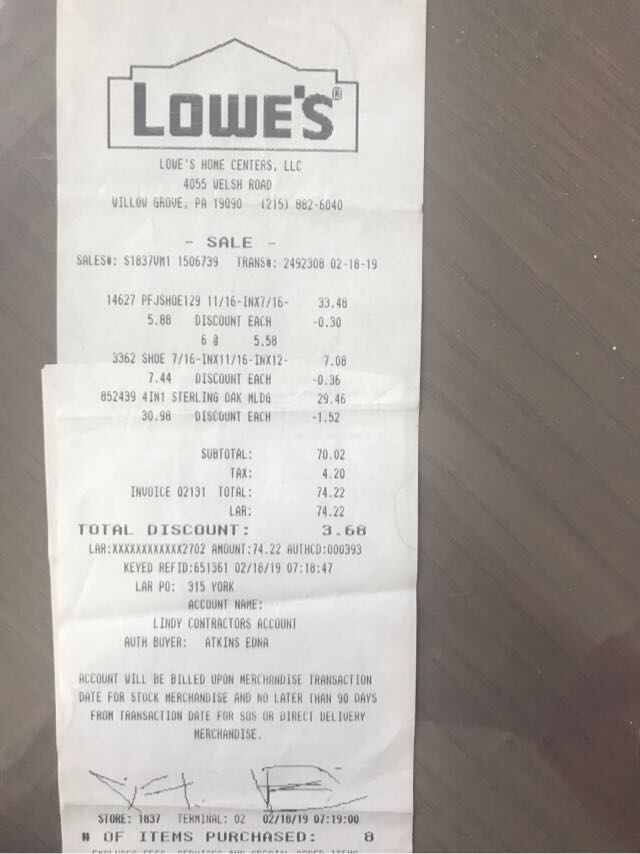 LOWE'S®
LOWE'S HOME CENTERS, LLC
4055 WELSH ROAD
WILLOW GROVE, PA 19090 (215) 882-6040
- SALE -
SALES#: S1837VM1 1506739 TRANS#: 2492308 02-18-19
14627 PFJSHOE129 11/16-INX7/16- 33.48
5.88 DISCOUNT EACH -0.30
6 @ 5.58
3362 SHOE 7/16-INX11/16-INX12- 7.08
7.44 DISCOUNT EACH -0.36
852439 4IN1 STERLING OAK MLDG 29.46
30.98 DISCOUNT EACH -1.52
SUBTOTAL: 70.02
TAX: 4.20
INVOICE 02131 TOTAL: 74.22
LAR: 74.22
TOTAL DISCOUNT: 3.68
LAR:XXXXXXXXXXXX2702 AMOUNT:74.22 AUTHCD:000393
KEYED REFID:651361 02/18/19 07:18:47
LAR PO: 315 YORK
ACCOUNT NAME:
LINDY CONTRACTORS ACCOUNT
AUTH BUYER: ATKINS EDNA
ACCOUNT WILL BE BILLED UPON MERCHANDISE TRANSACTION
DATE FOR STOCK MERCHANDISE AND NO LATER THAN 90 DAYS
FROM TRANSACTION DATE FOR SOS OR DIRECT DELIVERY
MERCHANDISE.
STORE: 1837 TERMINAL: 02 02/18/19 07:19:00
# OF ITEMS PURCHASED: 8